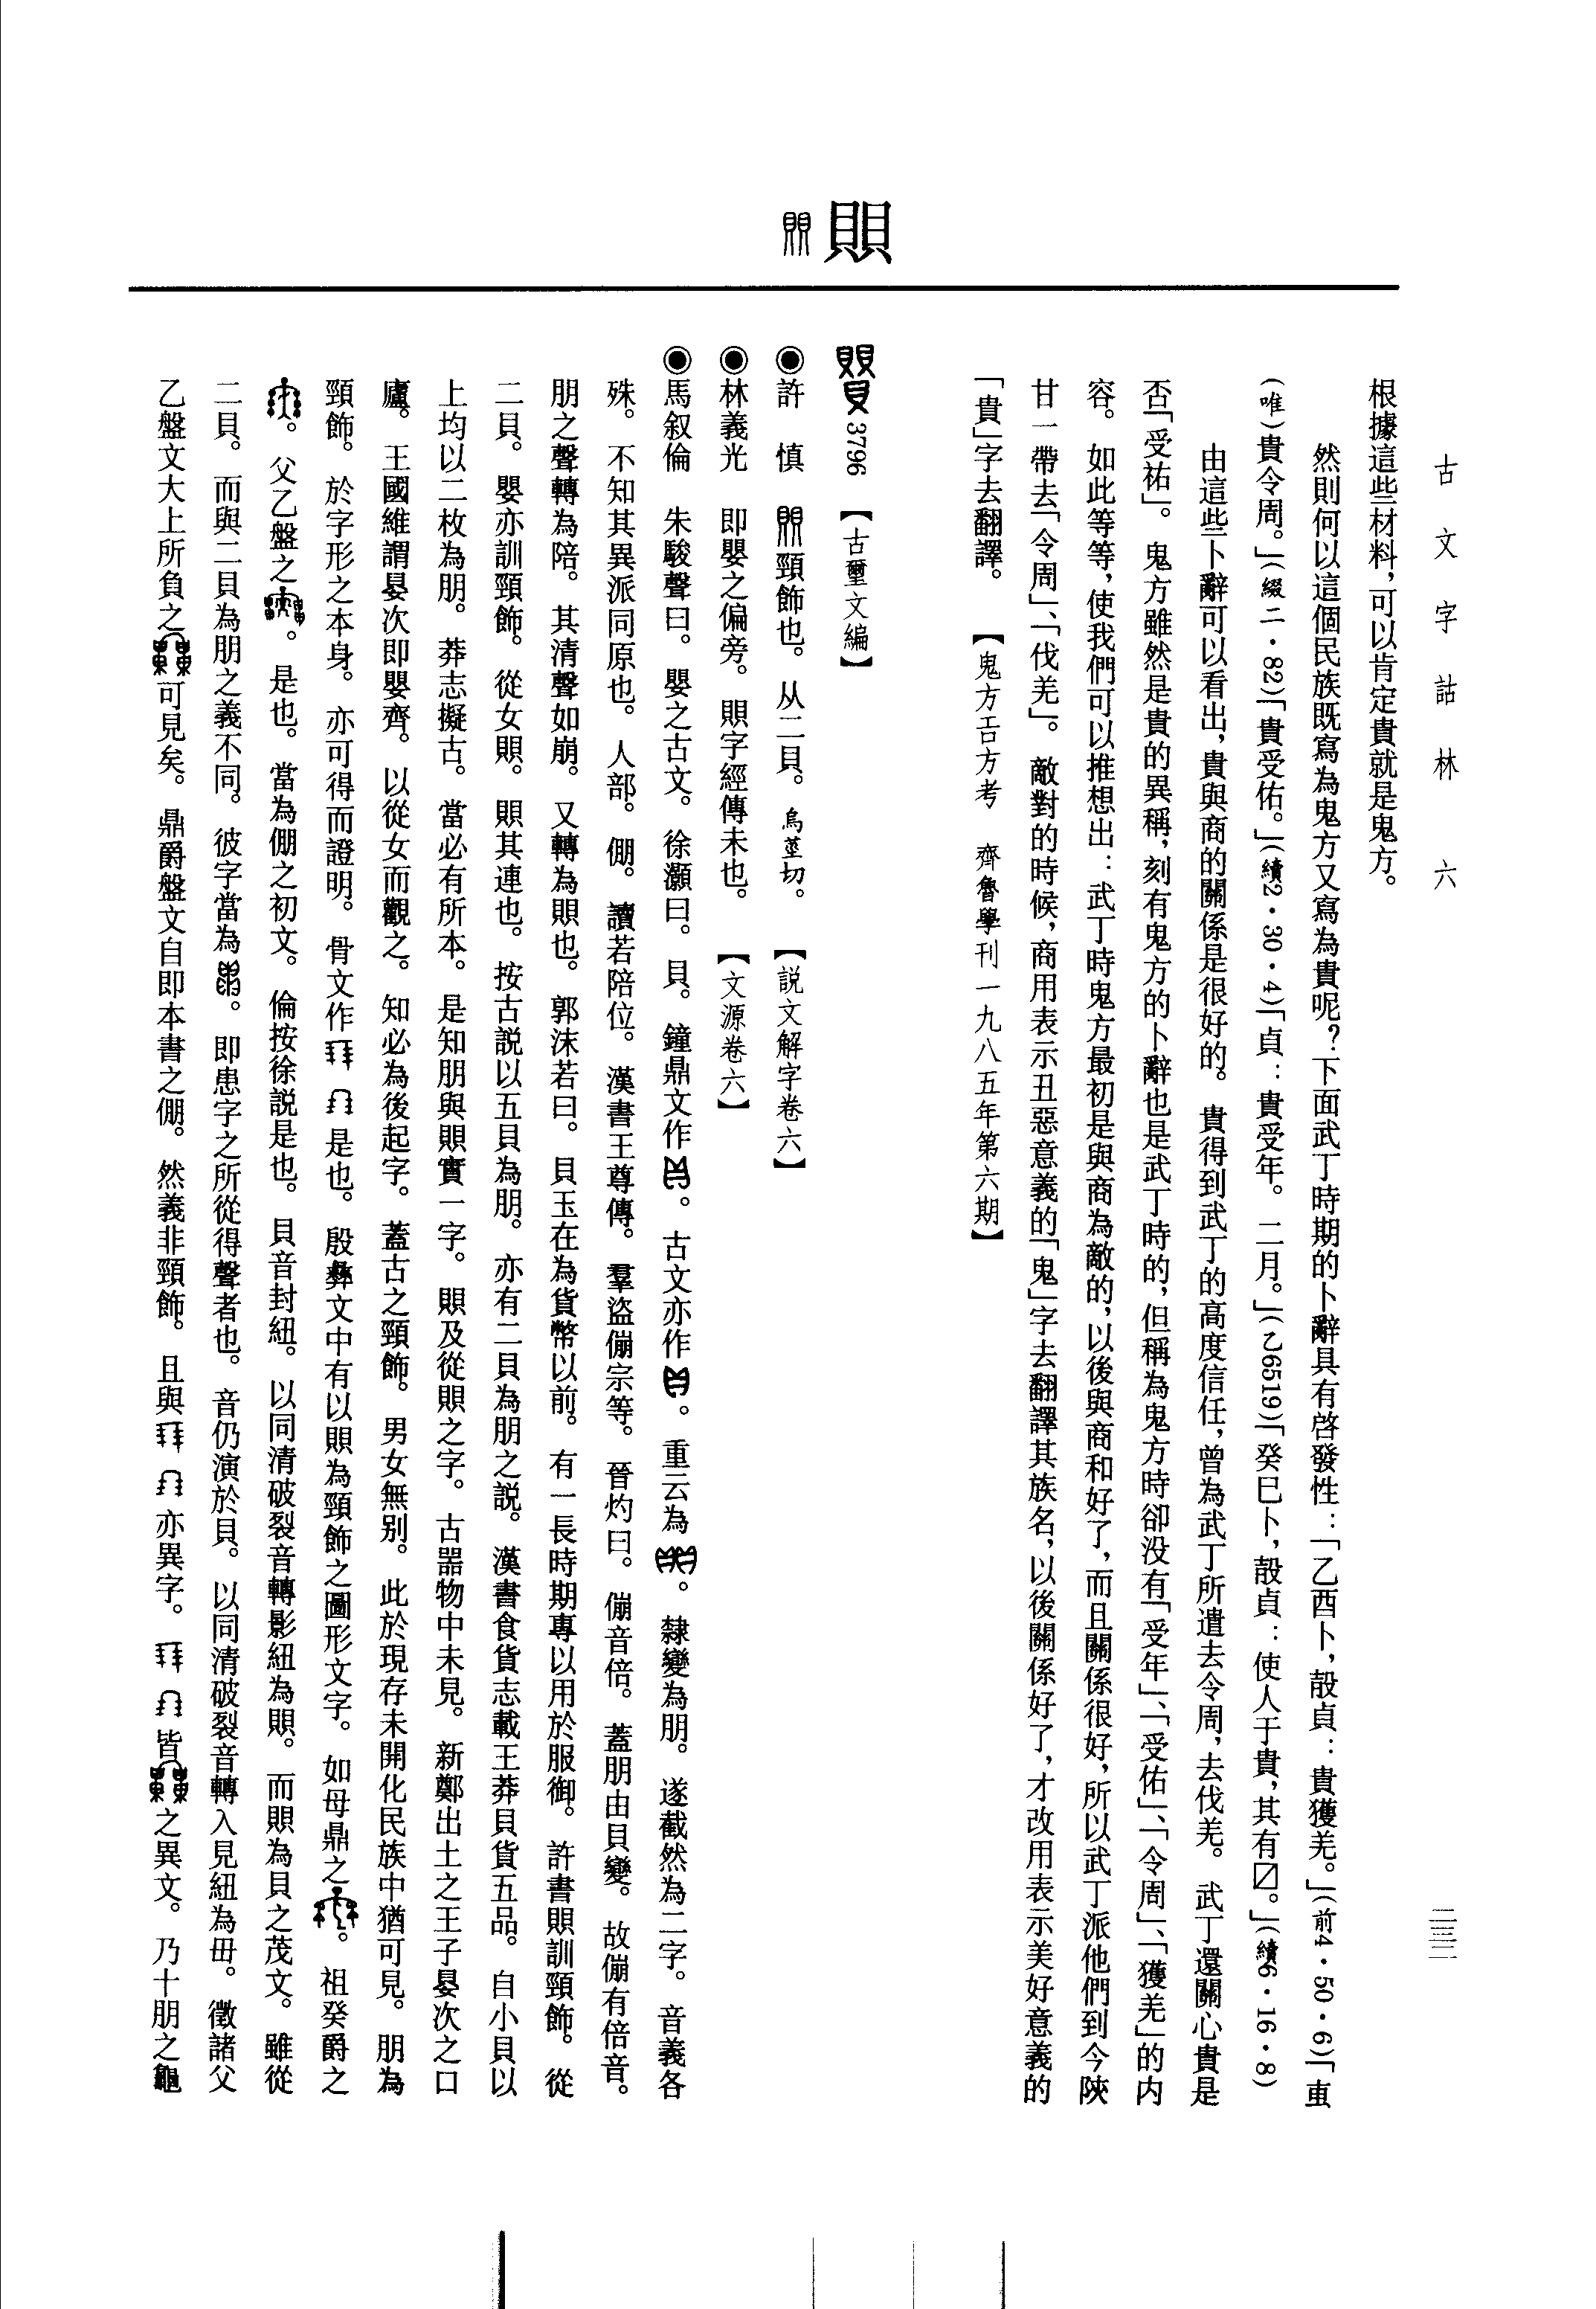 古文字詁林　六
二三二
賏
根據這些材料，可以肯定貴就是鬼方。
然則何以這個民族既寫為鬼方又寫為貴呢？下面武丁時期的卜辭具有啓發性：「乙酉卜，㱿貞：貴獲羌。」（前4・50・6）「叀
（唯）貴令周。」（綴二・82）「貴受佑。」（續2・30・4）「貞：貴受年。二月。」（乙6519）「癸巳卜，㱿貞：使人于貴，其有〼。」（續6・16・8）
由這些卜辭可以看出，貴與商的關係是很好的。貴得到武丁的高度信任，曾為武丁所遣去令周，去伐羌。武丁還關心貴是
否「受祐」。鬼方雖然是貴的異稱，刻有鬼方的卜辭也是武丁時的，但稱為鬼方時卻没有「受年」、「受佑」、「令周」、「獲羌」的内
容。如此等等，使我們可以推想出：武丁時鬼方最初是與商為敵的，以後與商和好了，而且關係很好，所以武丁派他們到今陝
甘一帶去「令周」、「伐羌」。敵對的時候，商用表示丑惡意義的「鬼」字去翻譯其族名，以後關係好了，才改用表示美好意義的
「貴」字去翻譯。【鬼方𢀛方考　齊魯學刊一九八五年第六期】
3796【古璽文編】
◉許　慎　賏頸飾也。从二貝。烏莖切。【説文解字卷六】
◉林義光　即嬰之偏旁。賏字經傳未也。【文源卷六】
◉馬叙倫　朱駿聲曰。嬰之古文。徐灝曰。貝。鐘鼎文作。古文亦作。重云為。隸變為朋。遂截然為二字。音義各
殊。不知其異派同原也。人部。倗。讀若陪位。漢書王尊傳。羣盜傰宗等。晉灼曰。傰音倍。蓋朋由貝變。故傰有倍音。
朋之聲轉為陪。其清聲如崩。又轉為賏也。郭沫若曰。貝玉在為貨幣以前。有一長時期專以用於服御。許書賏訓頸飾。從
二貝。嬰亦訓頸飾。從女賏。賏其連也。按古説以五貝為朋。亦有二貝為朋之説。漢書食貨志載王莽貝貨五品。自小貝以
上均以二枚為朋。莽志擬古。當必有所本。是知朋與賏實一字。賏及從賏之字。古器物中未見。新鄭出土之王子晏次之口
廬。王國維謂晏次即嬰齊。以從女而觀之。知必為後起字。蓋古之頸飾。男女無別。此於現存未開化民族中猶可見。朋為
頸飾。於字形之本身。亦可得而證明。骨文作是也。殷彝文中有以賏為頸飾之圖形文字。如母鼎之。祖癸爵之
。父乙盤之。是也。當為倗之初文。倫按徐説是也。貝音封紐。以同清破裂音轉影紐為賏。而賏為貝之茂文。雖從
二貝。而與二貝為朋之義不同。彼字當為。即患字之所從得聲者也。音仍演於貝。以同清破裂音轉入見紐為毌。徵諸父
乙盤文大上所負之可見矣。鼎爵盤文自即本書之倗。然義非頸飾。且與亦異字。皆之異文。乃十朋之龜